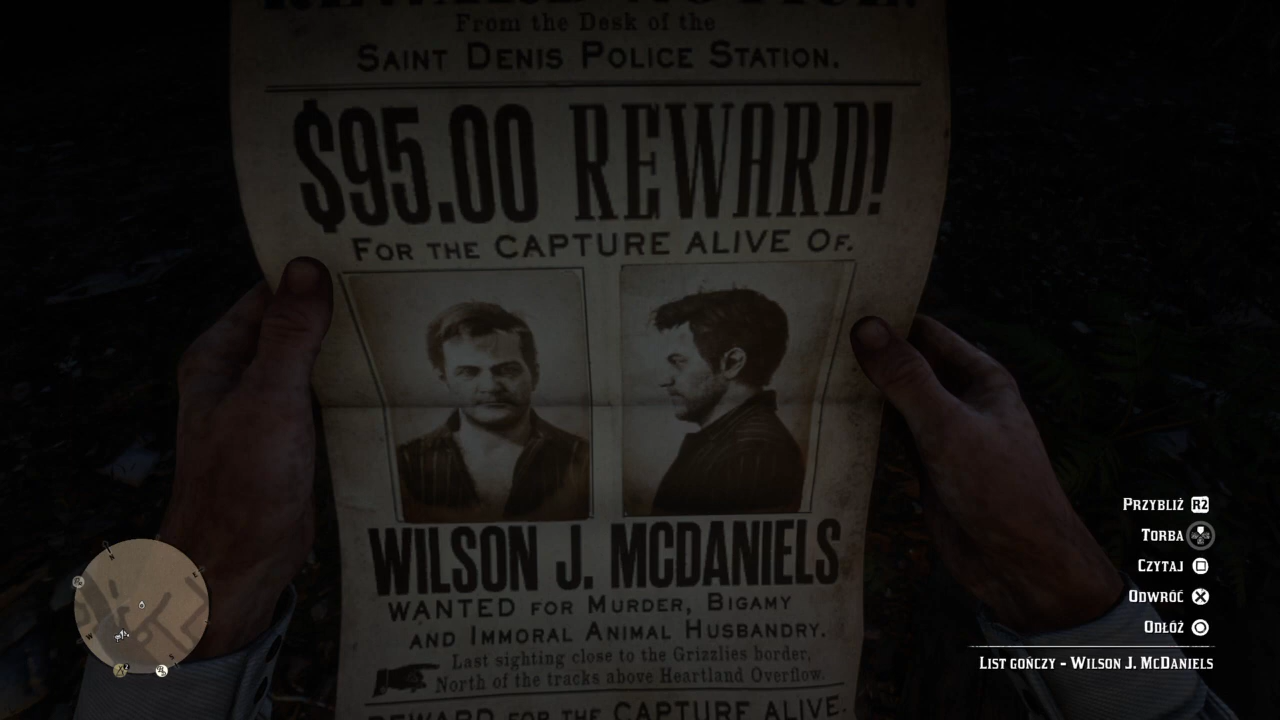 From the Desk of the
SAINT DENIS POLICE STATION.
$95.00 REWARD!
FOR THE CAPTURE ALIVE OF.
WILSON J. MCDANIELS
WANTED FOR MURDER, BIGAMY
AND IMMORAL ANIMAL HUSBANDRY.
Last sighting close to the Grizzlies border,
North of the tracks above Heartland Overflow.
REWARD FOR THE CAPTURE ALIVE.
PRZYBLIŻ R2
TORBA
CZYTAJ
ODWRÓĆ
ODŁÓŻ
LIST GOŃCZY - WILSON J. MCDANIELS